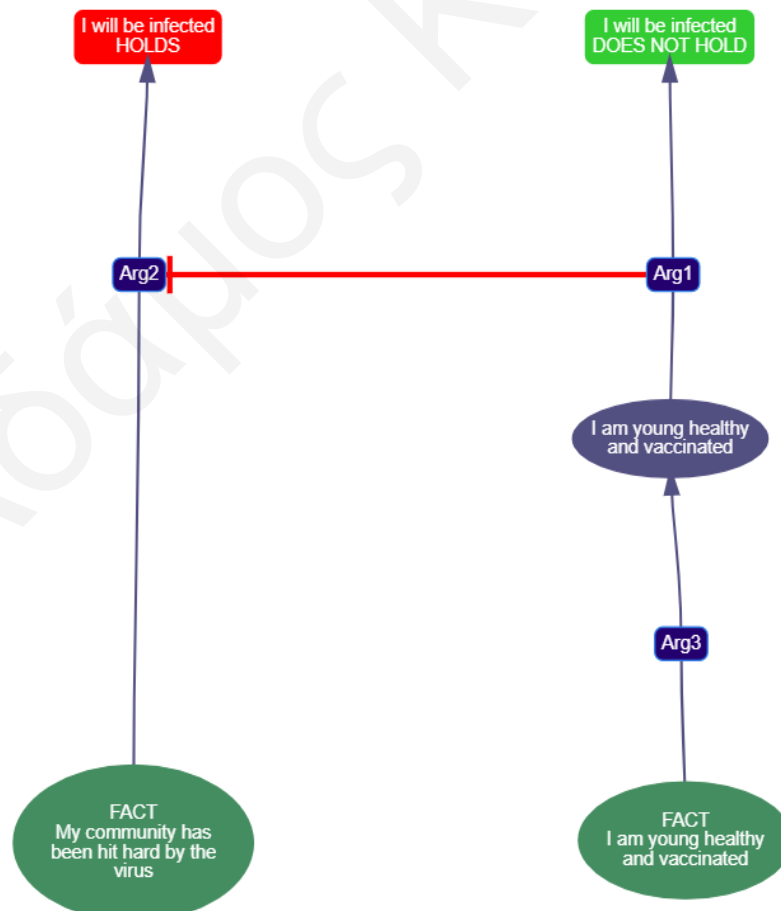 I will be infected
HOLDS
I will be infected
DOES NOT HOLD
Arg2
Arg1
I am young healthy
and vaccinated
Arg3
FACT
My community has
been hit hard by the
virus
FACT
I am young healthy
and vaccinated